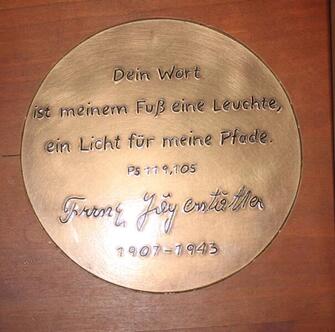 Dein Wort
ist meinem Fuß eine Leuchte,
ein Licht für meine Pfade.
Ps 119,105
Franz Jägerstätter
1907-1943